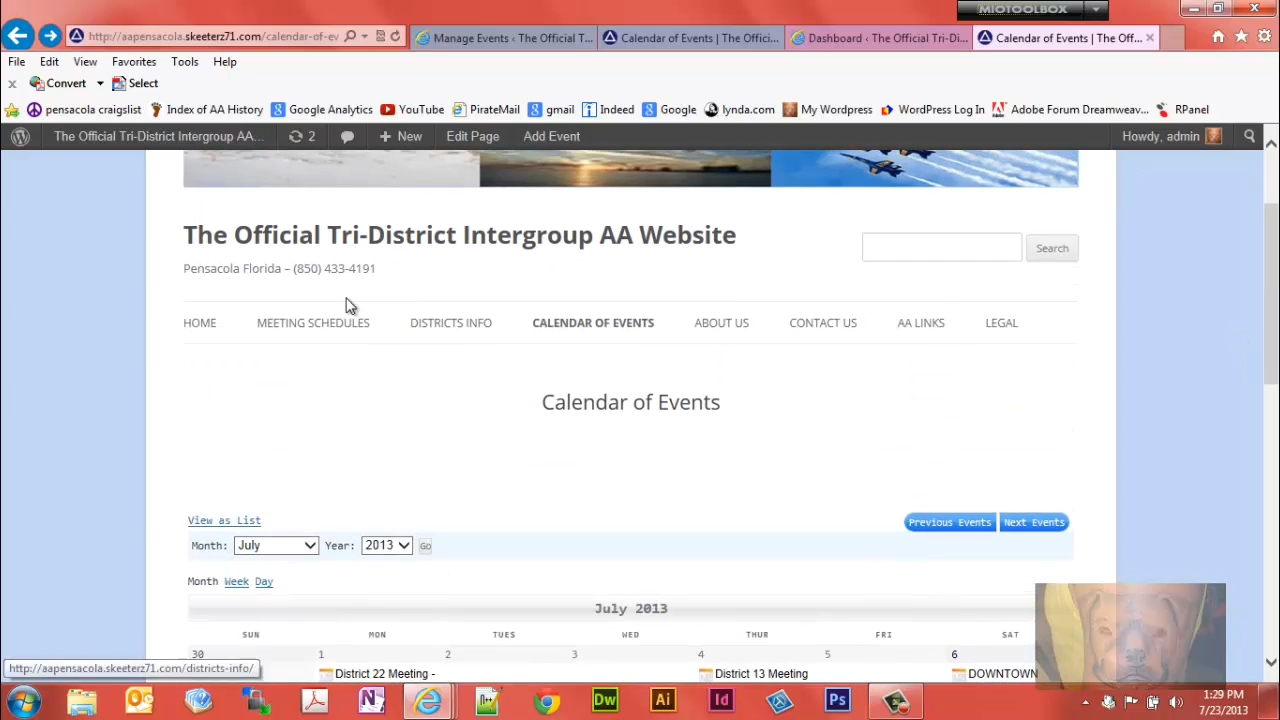 MIOTOOLBOX
http://aapensacola.skeeterz71.com/calendar-of-ev
Manage Events ‹ The Official T...
Calendar of Events | The Offici...
Dashboard ‹ The Official Tri-Di...
Calendar of Events | The Off...
File Edit View Favorites Tools Help
x Convert Select
pensacola craigslist Index of AA History Google Analytics YouTube PirateMail gmail Indeed Google lynda.com My Wordpress WordPress Log In Adobe Forum Dreamweav... RPanel
The Official Tri-District Intergroup AA... 2 New Edit Page Add Event Howdy, admin
The Official Tri-District Intergroup AA Website
Search
Pensacola Florida – (850) 433-4191
HOME MEETING SCHEDULES DISTRICTS INFO CALENDAR OF EVENTS ABOUT US CONTACT US AA LINKS LEGAL
Calendar of Events
View as List Previous Events Next Events
Month: July Year: 2013 Go
Month Week Day
July 2013
SUN MON TUES WED THUR FRI SAT
30 1 2 3 4 5 6
District 22 Meeting - District 13 Meeting DOWNTOWN
http://aapensacola.skeeterz71.com/districts-info/
Dw Ai Id Ps
1:29 PM
7/23/2013